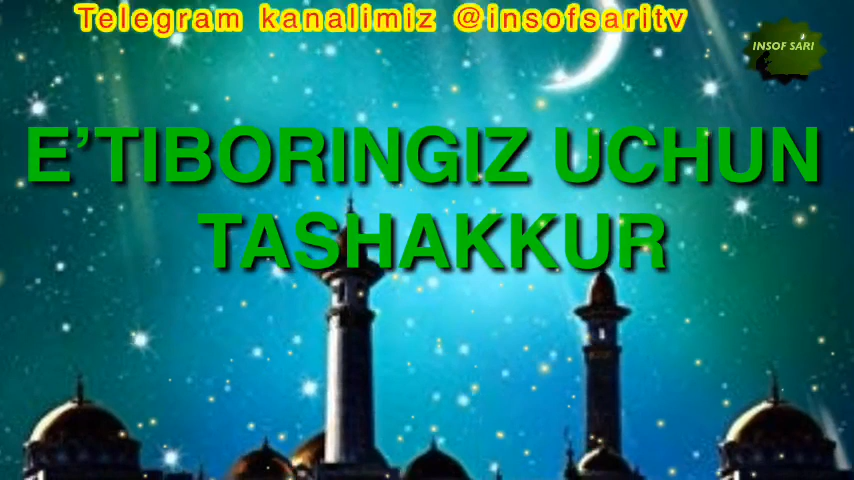 Telegram kanalimiz @insofsaritv
INSOF SARI
E’TIBORINGIZ UCHUN
TASHAKKUR